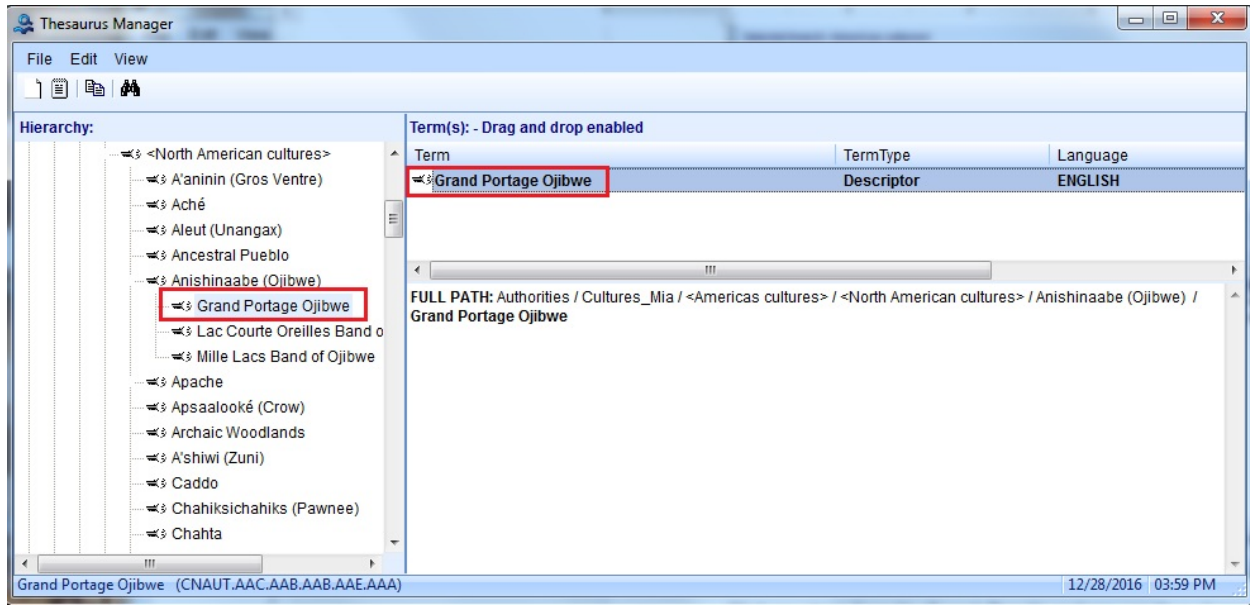 Thesaurus Manager
File Edit View
Hierarchy:
<North American cultures>
A'aninin (Gros Ventre)
Aché
Aleut (Unangax)
Ancestral Pueblo
Anishinaabe (Ojibwe)
Grand Portage Ojibwe
Lac Courte Oreilles Band o
Mille Lacs Band of Ojibwe
Apache
Apsaalooké (Crow)
Archaic Woodlands
A'shiwi (Zuni)
Caddo
Chahiksichahiks (Pawnee)
Chahta
Term(s): - Drag and drop enabled
Term TermType Language
Grand Portage Ojibwe Descriptor ENGLISH
FULL PATH: Authorities / Cultures_Mia / <Americas cultures> / <North American cultures> / Anishinaabe (Ojibwe) /
Grand Portage Ojibwe
Grand Portage Ojibwe (CNAUT.AAC.AAB.AAB.AAE.AAA)
12/28/2016 03:59 PM